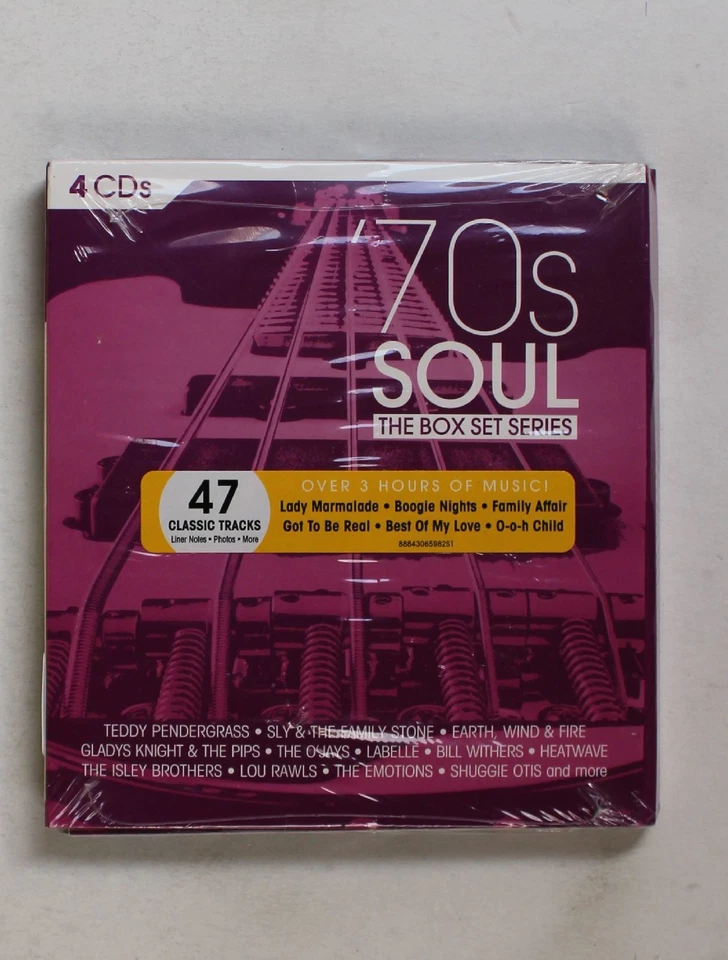 4 CDs
'70s
SOUL
THE BOX SET SERIES
47
CLASSIC TRACKS
Liner Notes • Photos • More
OVER 3 HOURS OF MUSIC!
Lady Marmalade • Boogie Nights • Family Affair
Got To Be Real • Best Of My Love • O-o-h Child
8884306598251
TEDDY PENDERGRASS • SLY & THE FAMILY STONE • EARTH, WIND & FIRE
GLADYS KNIGHT & THE PIPS • THE O'JAYS • LABELLE • BILL WITHERS • HEATWAVE
THE ISLEY BROTHERS • LOU RAWLS • THE EMOTIONS • SHUGGIE OTIS and more